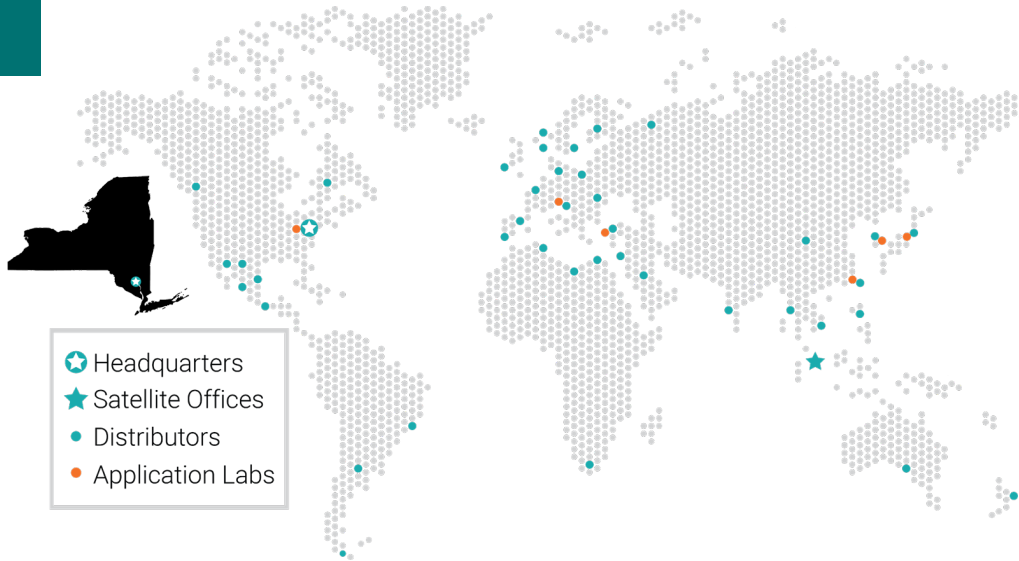 Headquarters
Satellite Offices
Distributors
Application Labs